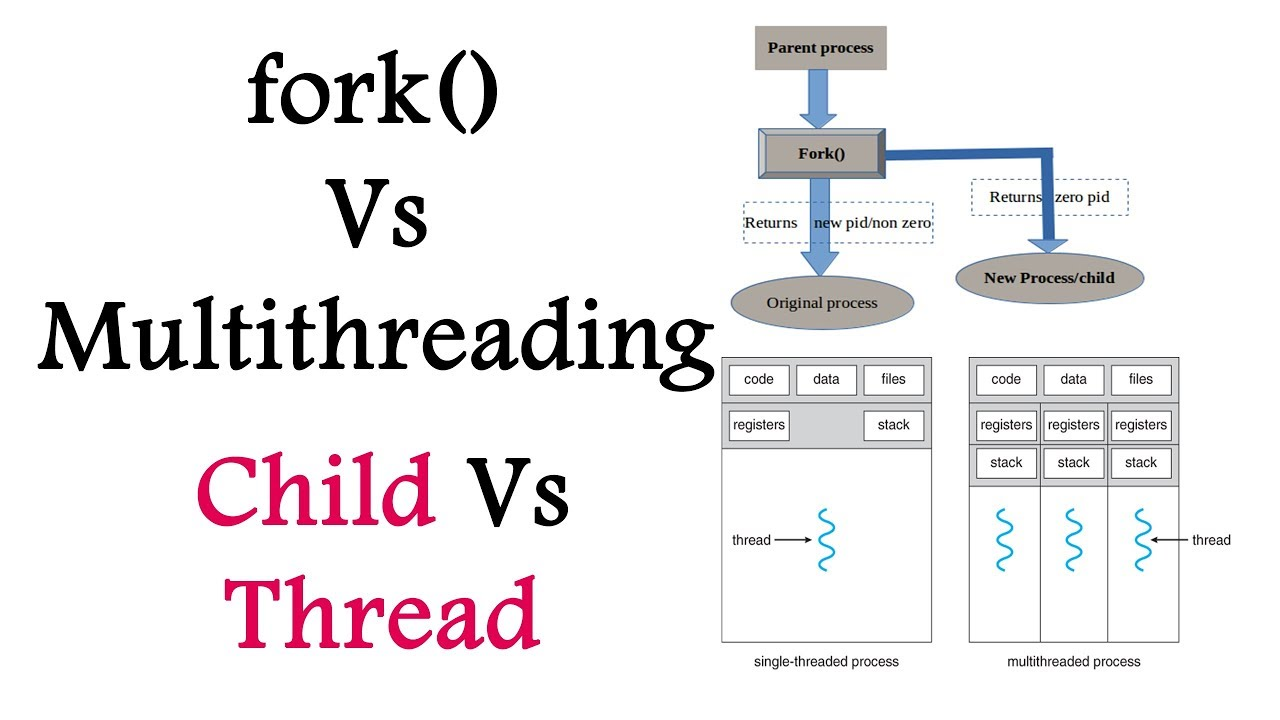 fork()
Vs
Multithreading
Child Vs
Thread
Parent process
Fork()
Returns new pid/non zero
Returns zero pid
Original process
New Process/child
code data files
registers stack
thread
single-threaded process
code data files
registers registers registers
stack stack stack
thread
multithreaded process